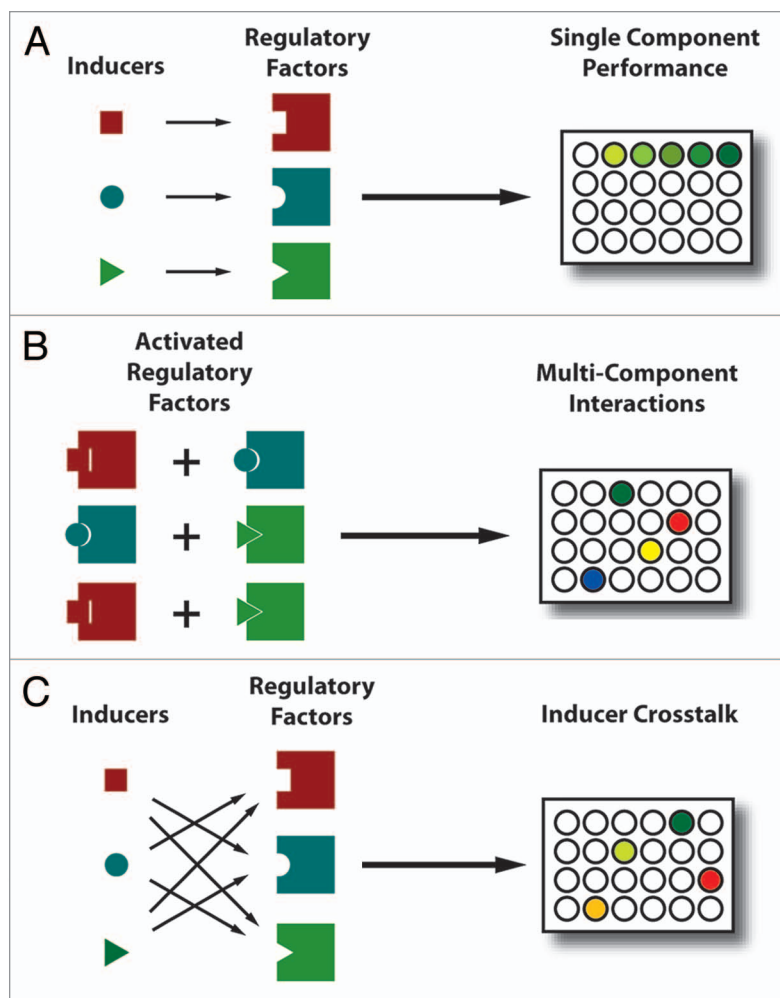 A
Inducers
Regulatory
Factors
Single Component
Performance
B
Activated
Regulatory
Factors
+
+
+
Multi-Component
Interactions
C
Inducers
Regulatory
Factors
Inducer Crosstalk